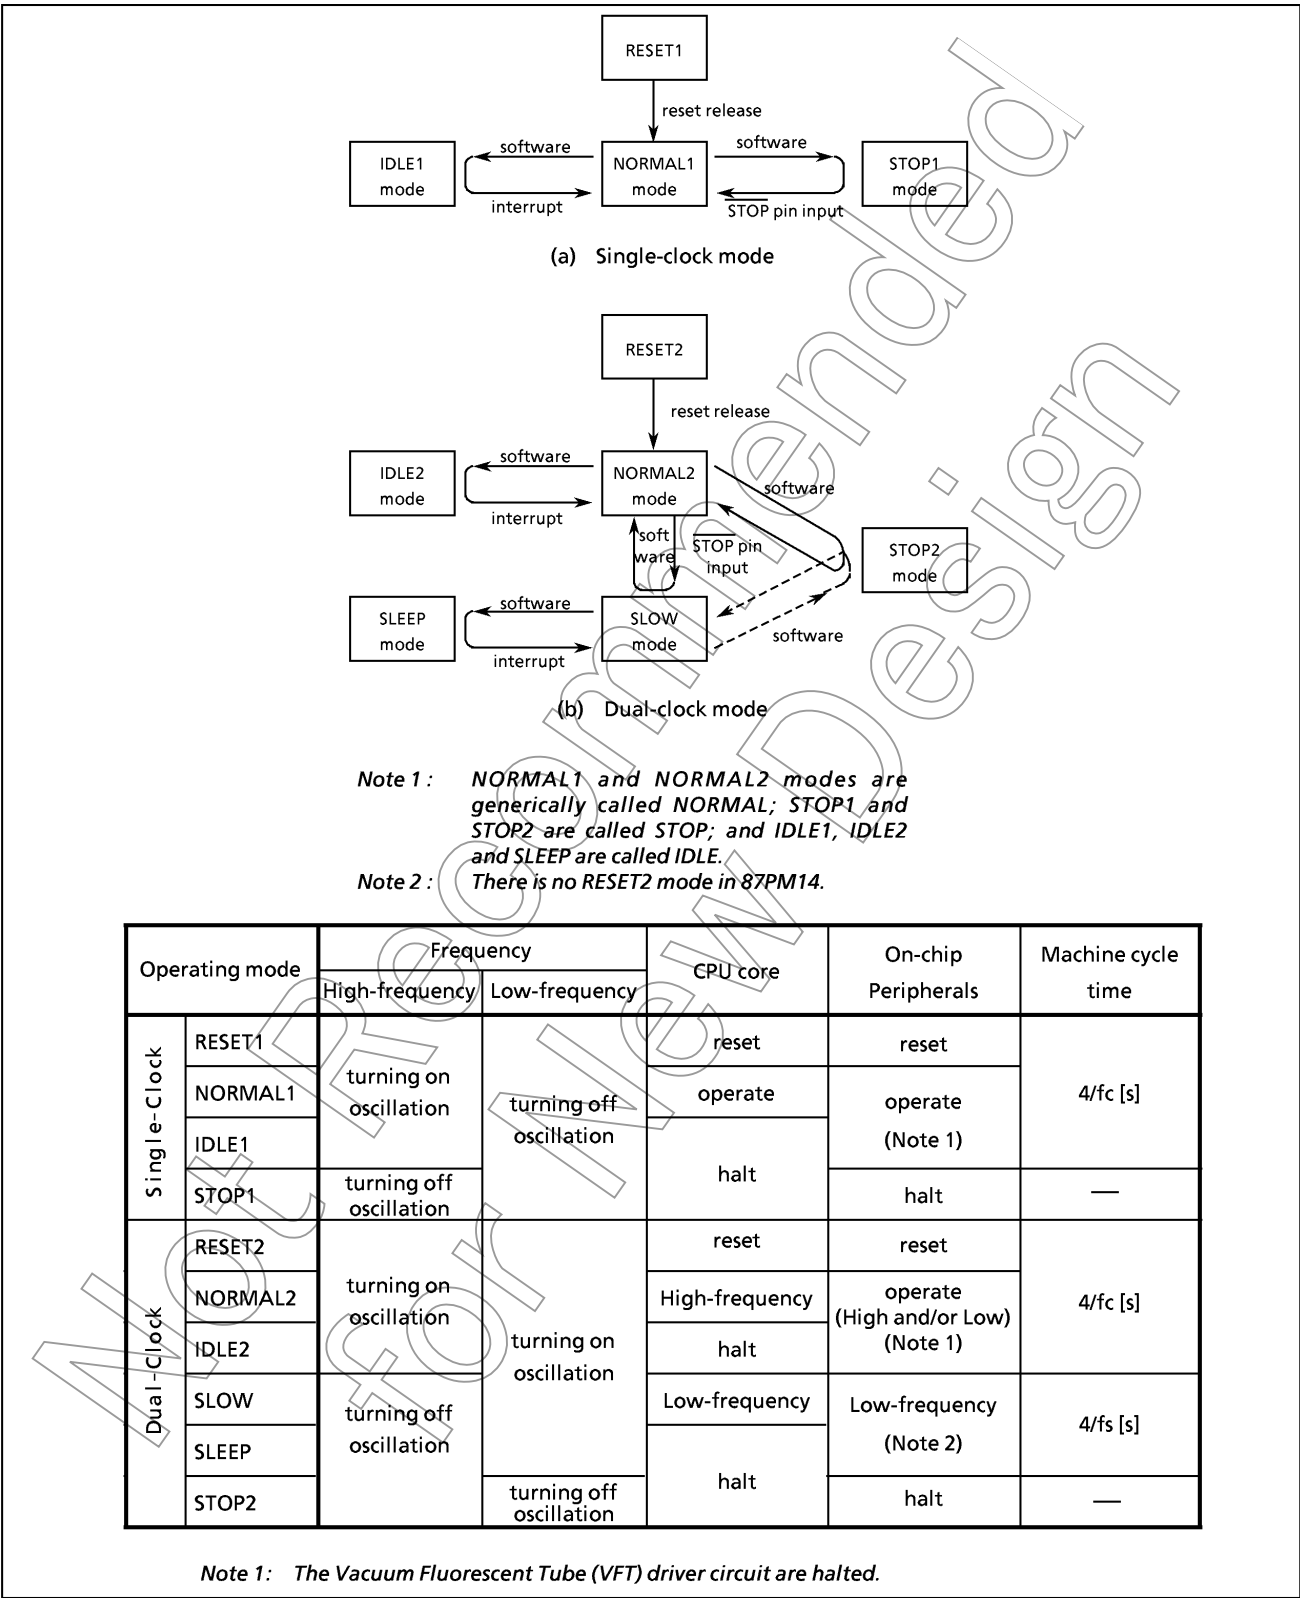 RESET1
reset release
software
software
IDLE1
mode
NORMAL1
mode
STOP1
mode
interrupt
STOP pin input
(a) Single-clock mode
RESET2
reset release
software
IDLE2
mode
NORMAL2
mode
software
interrupt
soft
ware
STOP pin
input
STOP2
mode
software
SLEEP
mode
SLOW
mode
software
interrupt
(b) Dual-clock mode
Note 1 : NORMAL1 and NORMAL2 modes are
generically called NORMAL; STOP1 and
STOP2 are called STOP; and IDLE1, IDLE2
and SLEEP are called IDLE.
Note 2 : There is no RESET2 mode in 87PM14.
Operating mode
Frequency
High-frequency
Low-frequency
CPU core
On-chip
Peripherals
Machine cycle
time
Single-Clock
RESET1
NORMAL1
IDLE1
STOP1
turning on
oscillation
turning off
oscillation
turning off
oscillation
reset
operate
halt
reset
operate
(Note 1)
halt
4/fc [s]
—
Dual-Clock
RESET2
NORMAL2
IDLE2
SLOW
SLEEP
STOP2
turning on
oscillation
turning off
oscillation
turning on
oscillation
turning off
oscillation
reset
High-frequency
halt
Low-frequency
halt
reset
operate
(High and/or Low)
(Note 1)
Low-frequency
(Note 2)
halt
4/fc [s]
4/fs [s]
—
Note 1: The Vacuum Fluorescent Tube (VFT) driver circuit are halted.
Not Recommended
for New Design